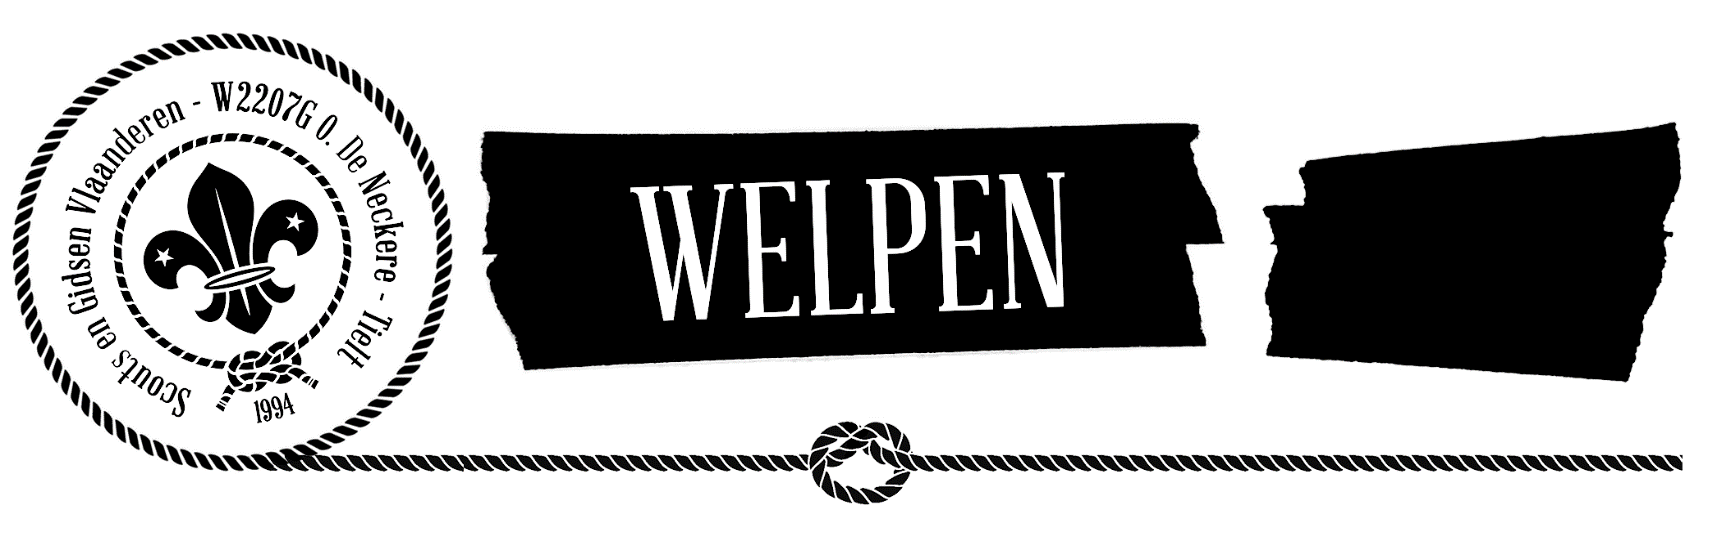 Scouts en Gidsen Vlaanderen - W2207G O. De Neckere - Tielt
1994
WELPEN